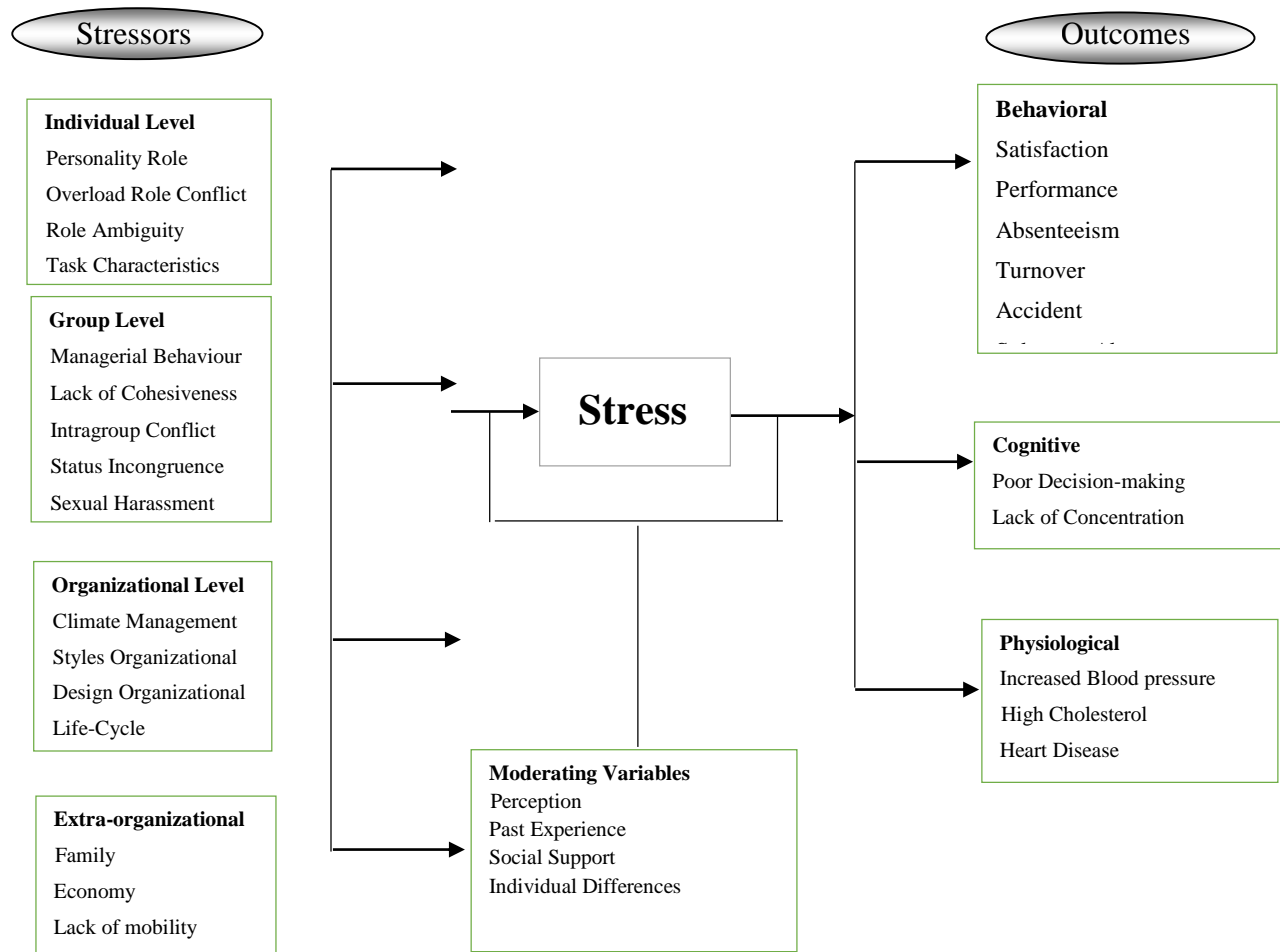 Stressors
Individual Level
Personality Role
Overload Role Conflict
Role Ambiguity
Task Characteristics
Group Level
Managerial Behaviour
Lack of Cohesiveness
Intragroup Conflict
Status Incongruence
Sexual Harassment
Organizational Level
Climate Management
Styles Organizational
Design Organizational
Life-Cycle
Extra-organizational
Family
Economy
Lack of mobility
Stress
Moderating Variables
Perception
Past Experience
Social Support
Individual Differences
Outcomes
Behavioral
Satisfaction
Performance
Absenteeism
Turnover
Accident
Cognitive
Poor Decision-making
Lack of Concentration
Physiological
Increased Blood pressure
High Cholesterol
Heart Disease